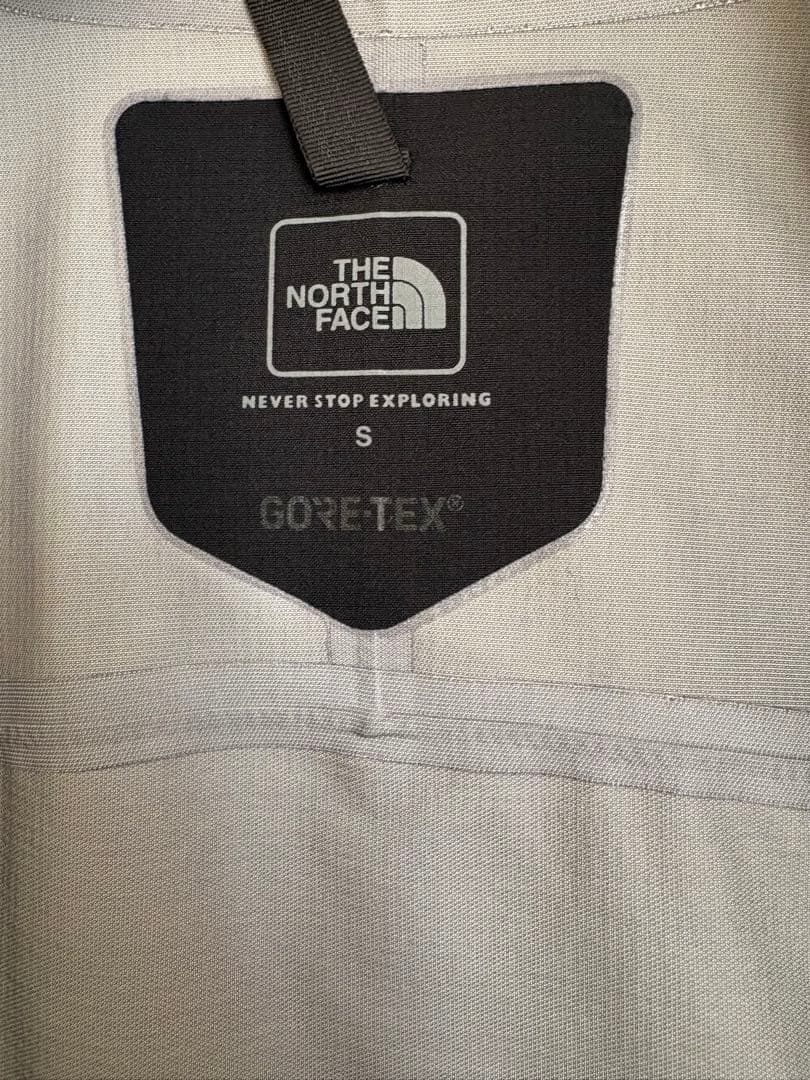 THE
NORTH
FACE
NEVER STOP EXPLORING
S
GORE-TEX®